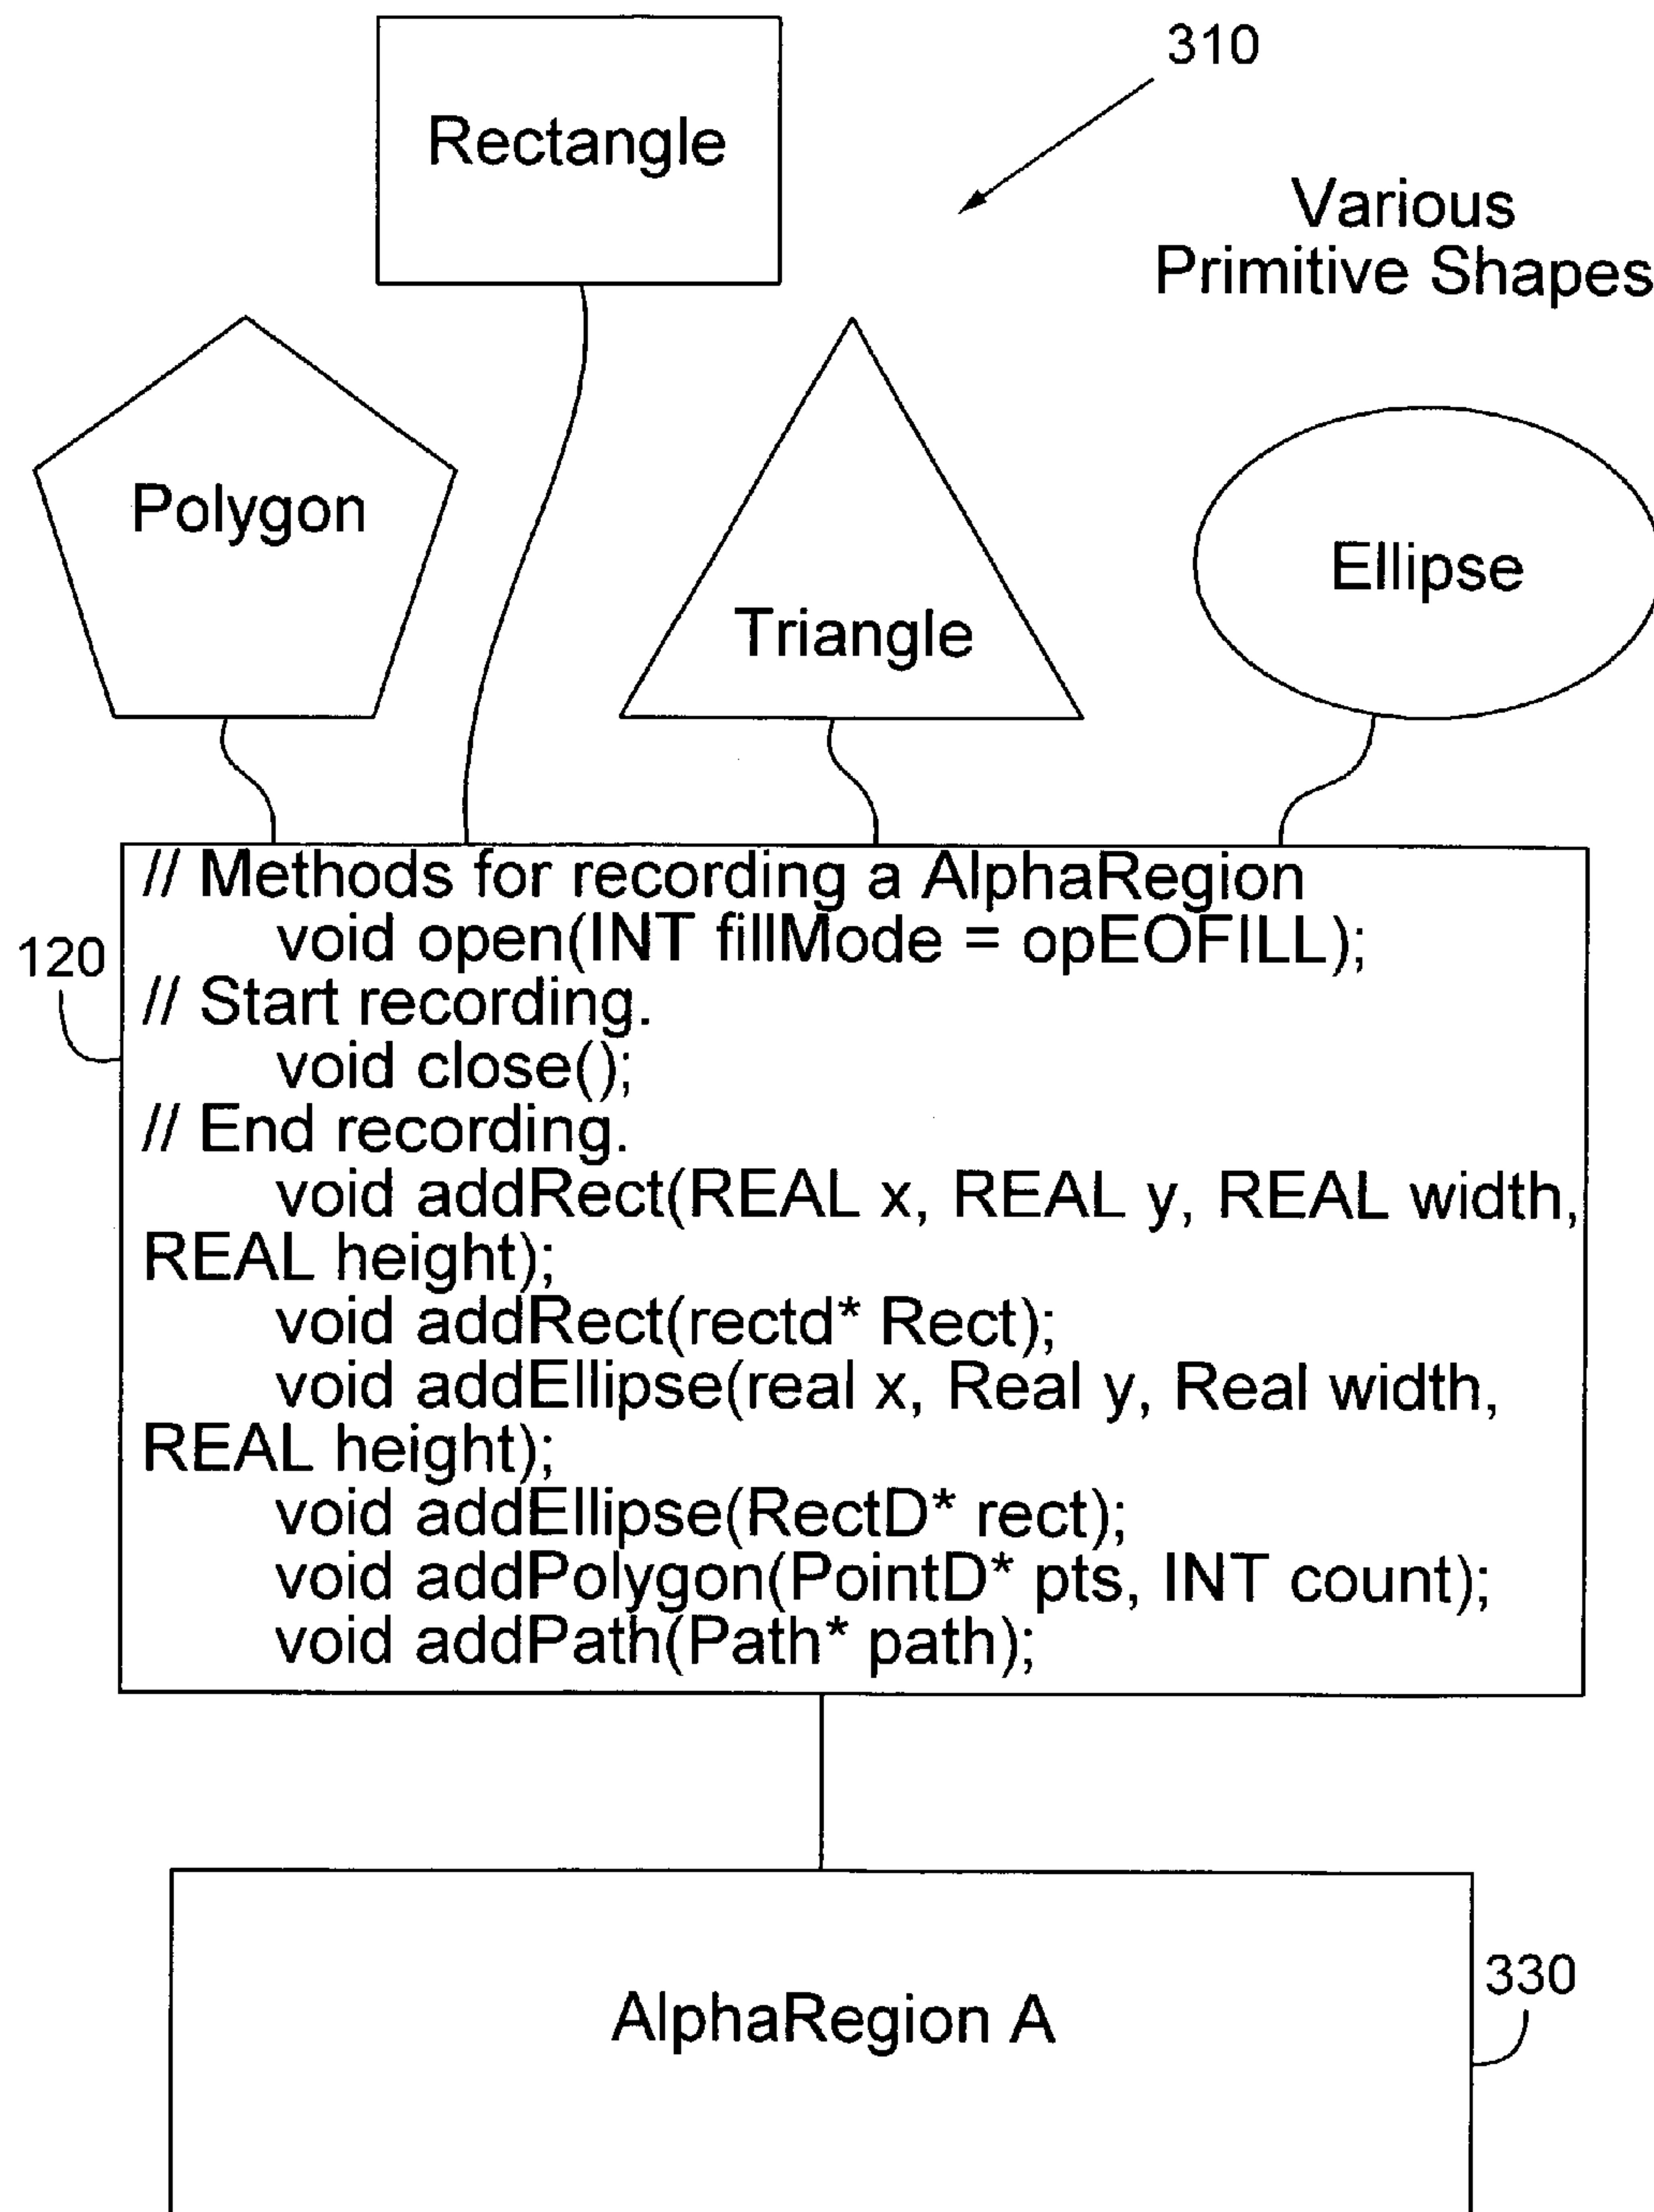 310
Rectangle
Various
Primitive Shapes
Polygon
Triangle
Ellipse
120
// Methods for recording a AlphaRegion
void open(INT fillMode = opEOFILL);
// Start recording.
void close();
// End recording.
void addRect(REAL x, REAL y, REAL width,
REAL height);
void addRect(rectd* Rect);
void addEllipse(real x, Real y, Real width,
REAL height);
void addEllipse(RectD* rect);
void addPolygon(PointD* pts, INT count);
void addPath(Path* path);
AlphaRegion A
330